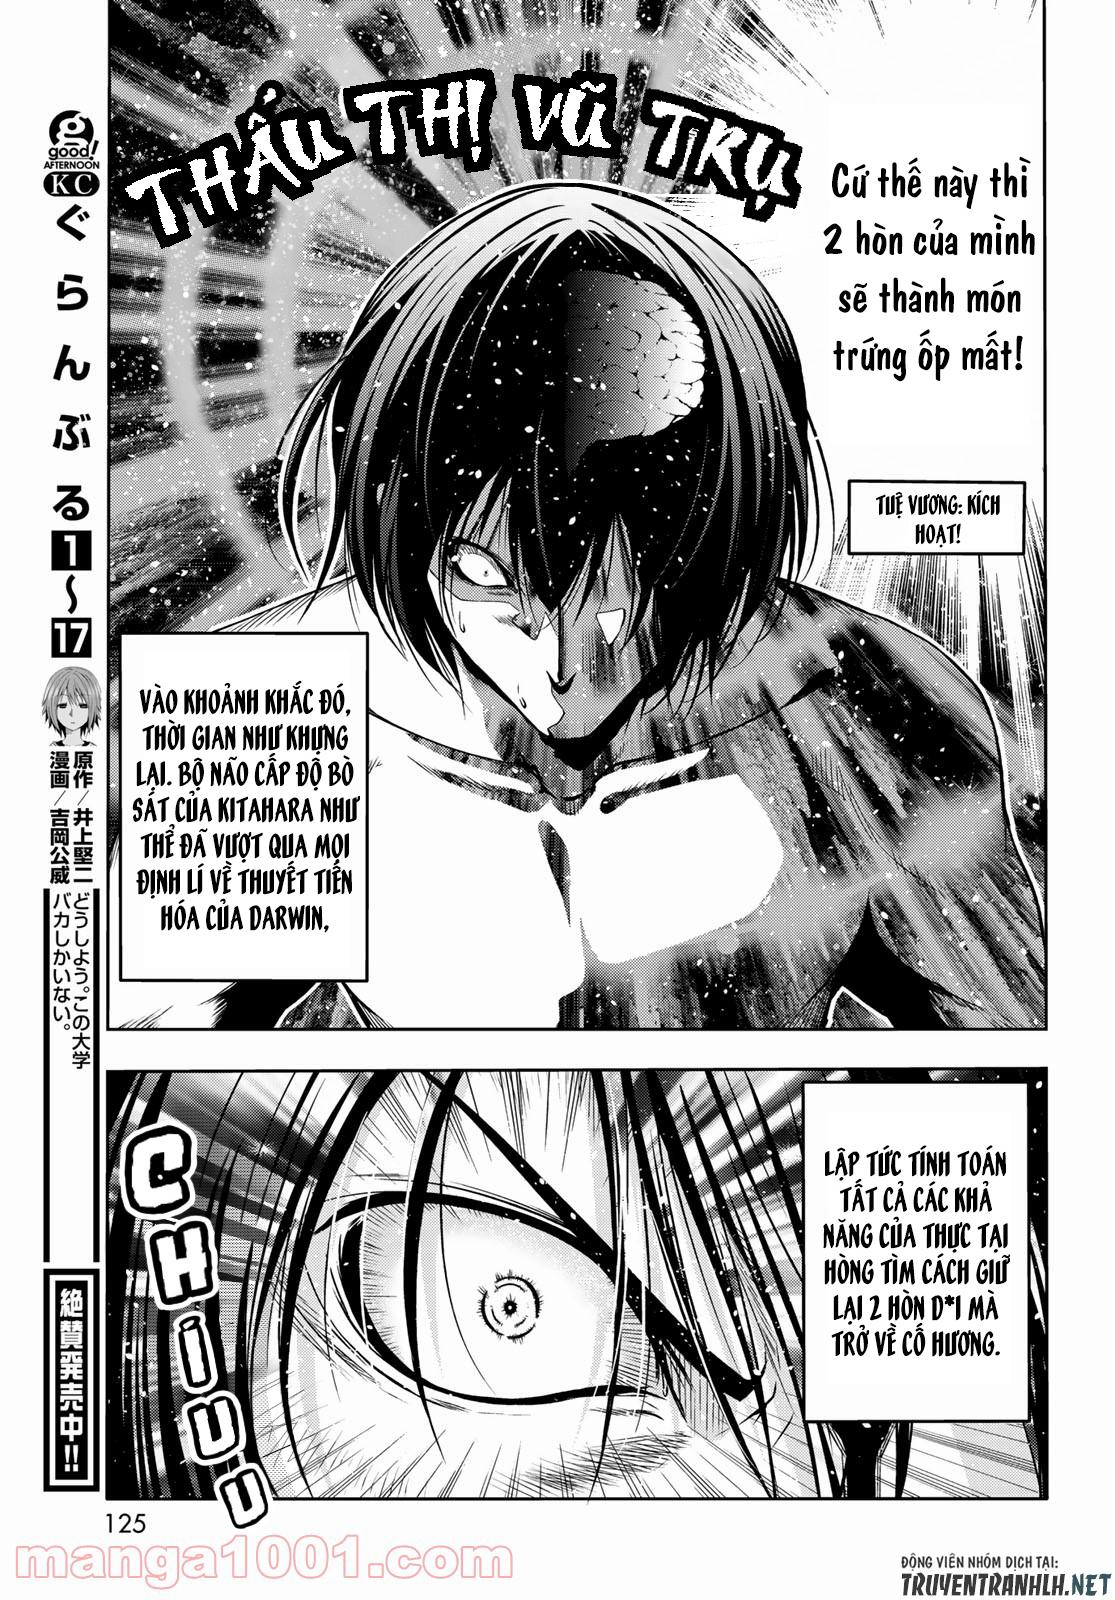 THẤU THỊ VŨ TRỤ
Cứ thế này thì
2 hòn của mình
sẽ thành món
trứng ốp mất!
TUỆ VƯƠNG: KÍCH
HOẠT!
VÀO KHOẢNH KHẮC ĐÓ,
THỜI GIAN NHƯ KHỰNG
LẠI. BỘ NÃO CẤP ĐỘ BÒ
SÁT CỦA KITAHARA NHƯ
THỂ ĐÃ VƯỢT QUA MỌI
ĐỊNH LÍ VỀ THUYẾT TIẾN
HÓA CỦA DARWIN,
LẬP TỨC TÍNH TOÁN
TẤT CẢ CÁC KHẢ
NĂNG CỦA THỰC TẠI
HÒNG TÌM CÁCH GIỮ
LẠI 2 HÒN D*I MÀ
TRỞ VỀ CỐ HƯƠNG.
CHIUU
good!
AFTERNOON
KC
ぐらんぶる1～17
原作/井上堅二
漫画/吉岡公威
どうしよう。この大学
バカしかいない。
絶賛発売中!!
125
manga1001.com
ĐỘNG VIÊN NHÓM DỊCH TẠI:
TRUYENTRANHLH.NET